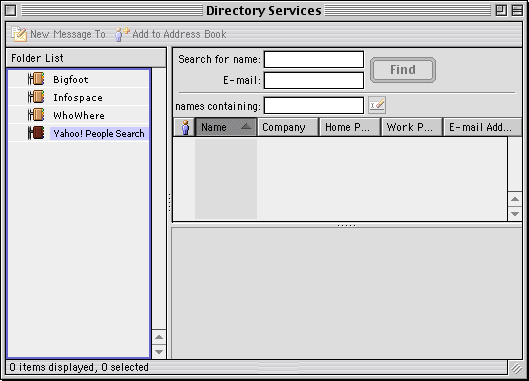 Directory Services
New Message To Add to Address Book
Folder List
Bigfoot
Infospace
WhoWhere
Yahoo! People Search
Search for name:
E-mail:
Find
names containing:
Name Company Home P... Work P... E-mail Add...
0 items displayed, 0 selected